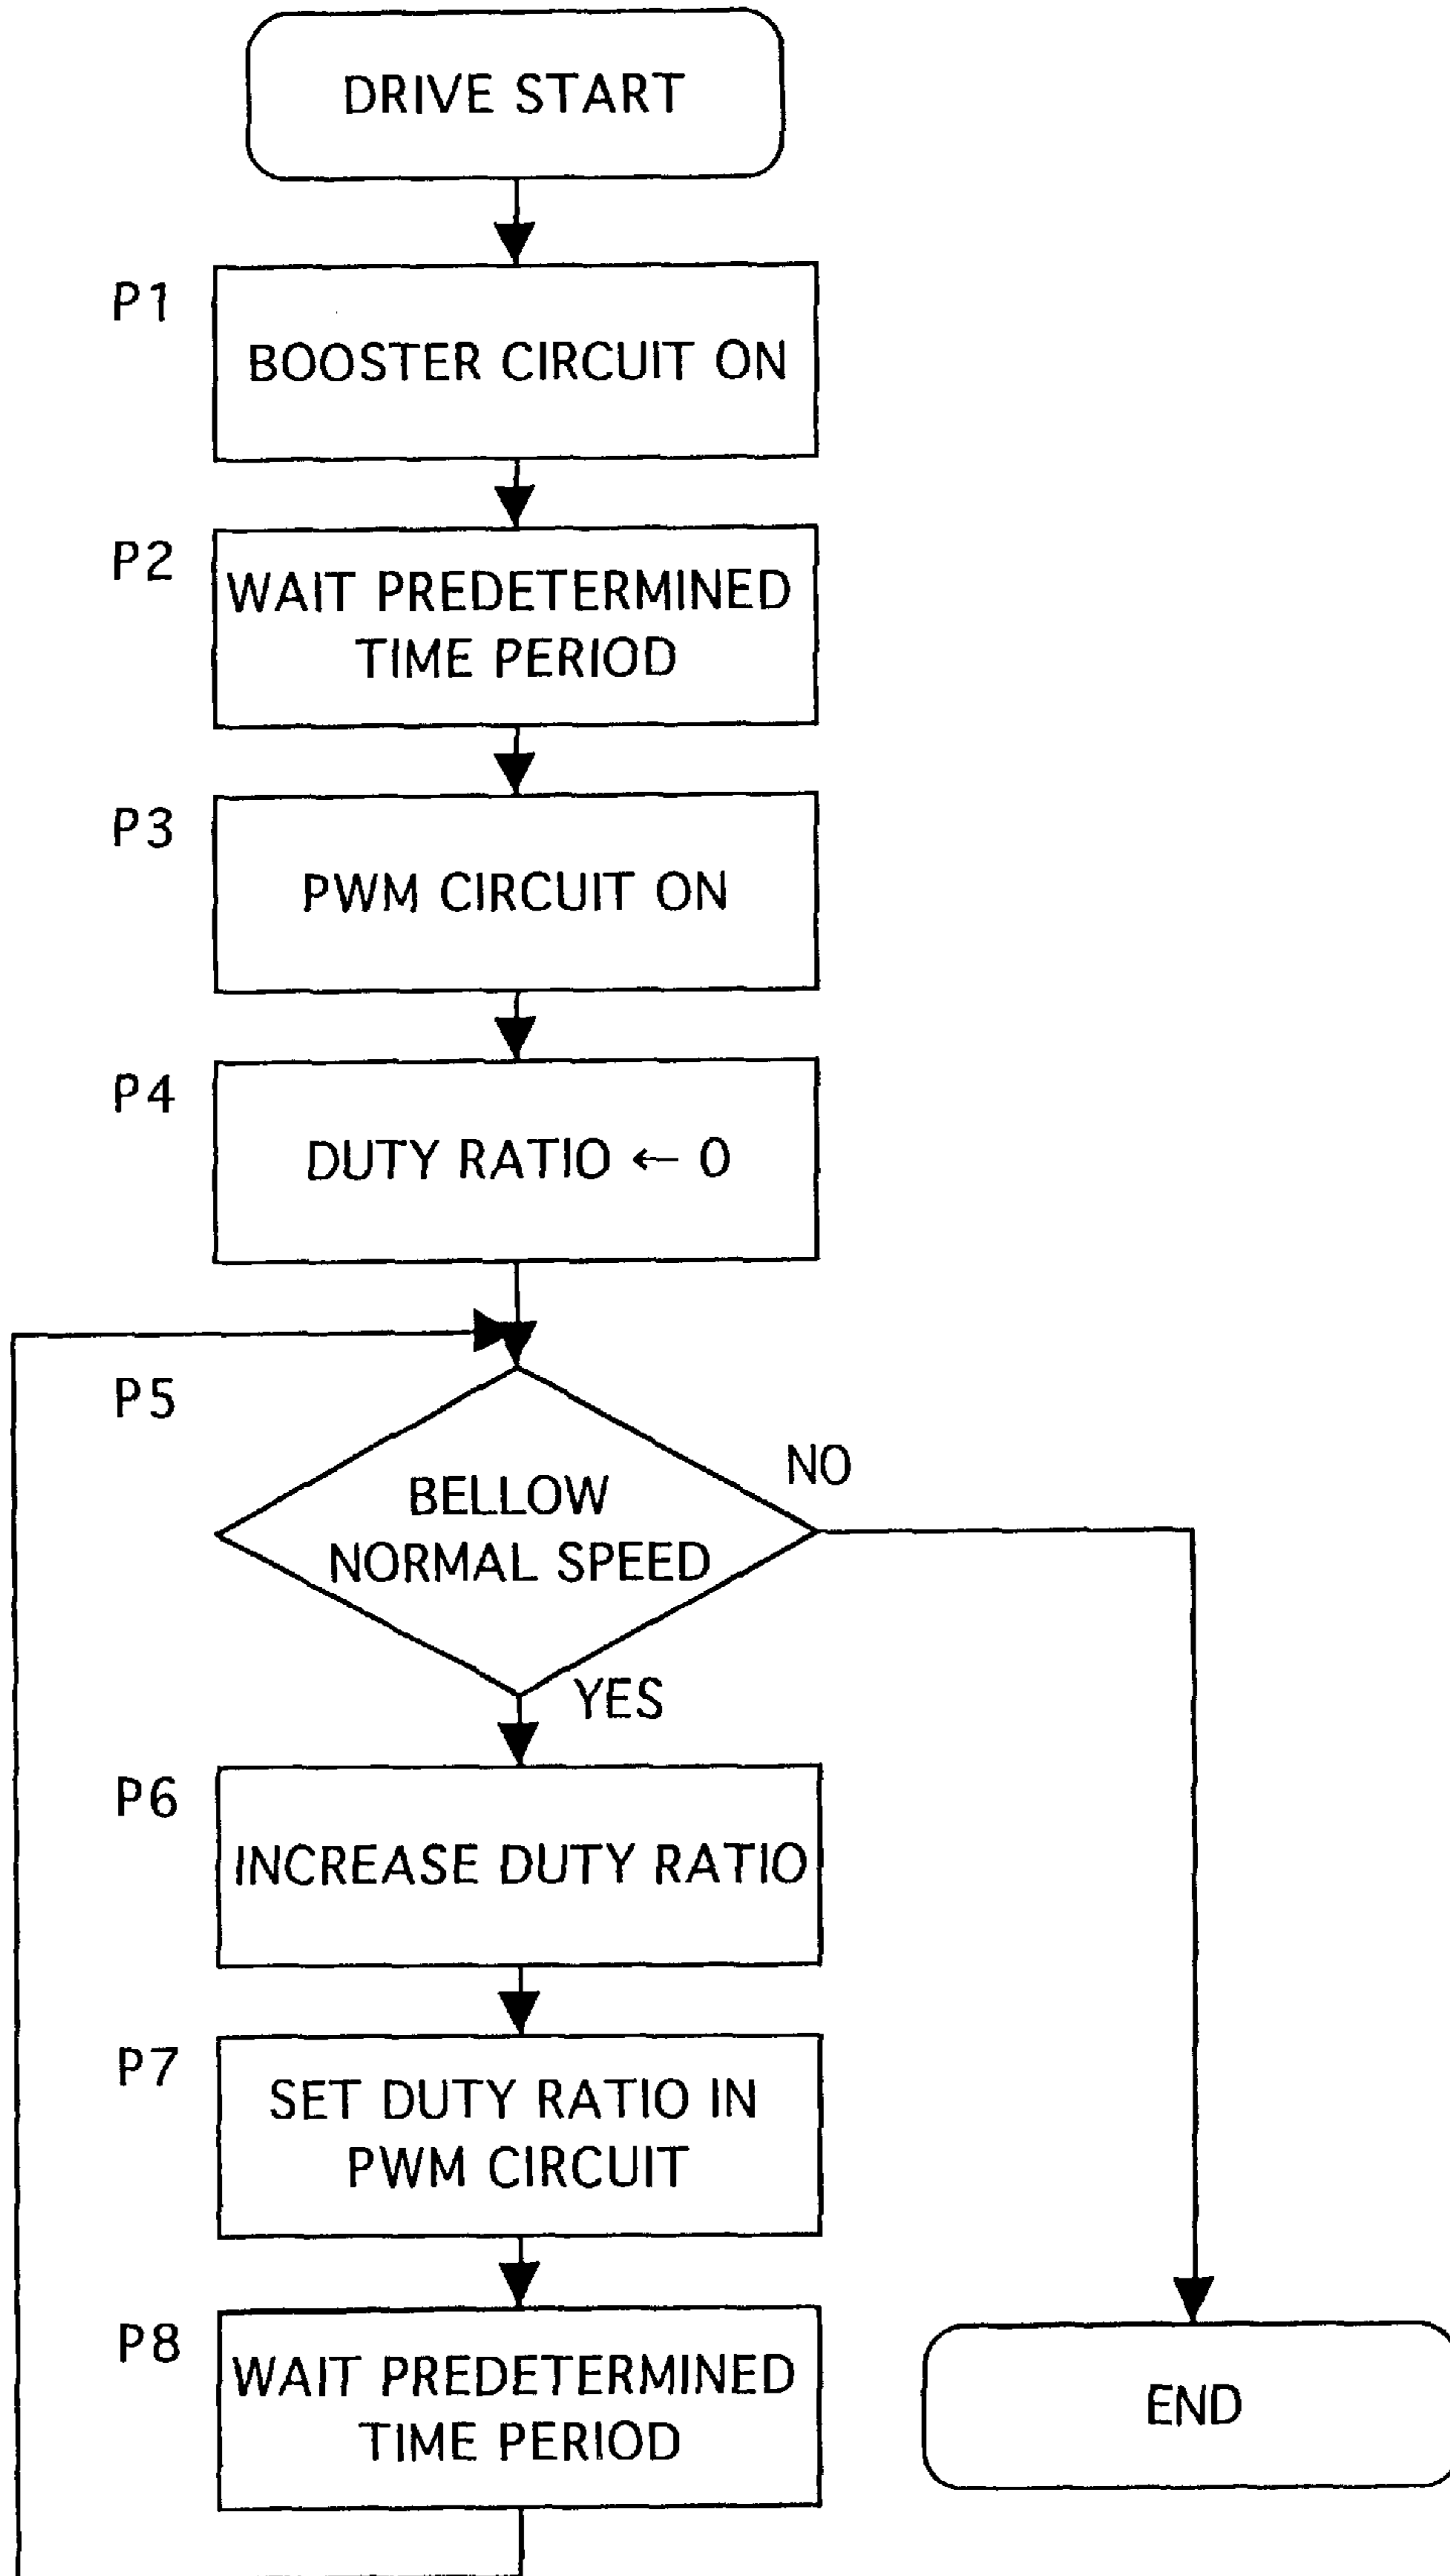 DRIVE START
P1
BOOSTER CIRCUIT ON
P2
WAIT PREDETERMINED
TIME PERIOD
P3
PWM CIRCUIT ON
P4
DUTY RATIO ← 0
P5
BELLOW
NORMAL SPEED
NO
YES
P6
INCREASE DUTY RATIO
P7
SET DUTY RATIO IN
PWM CIRCUIT
P8
WAIT PREDETERMINED
TIME PERIOD
END